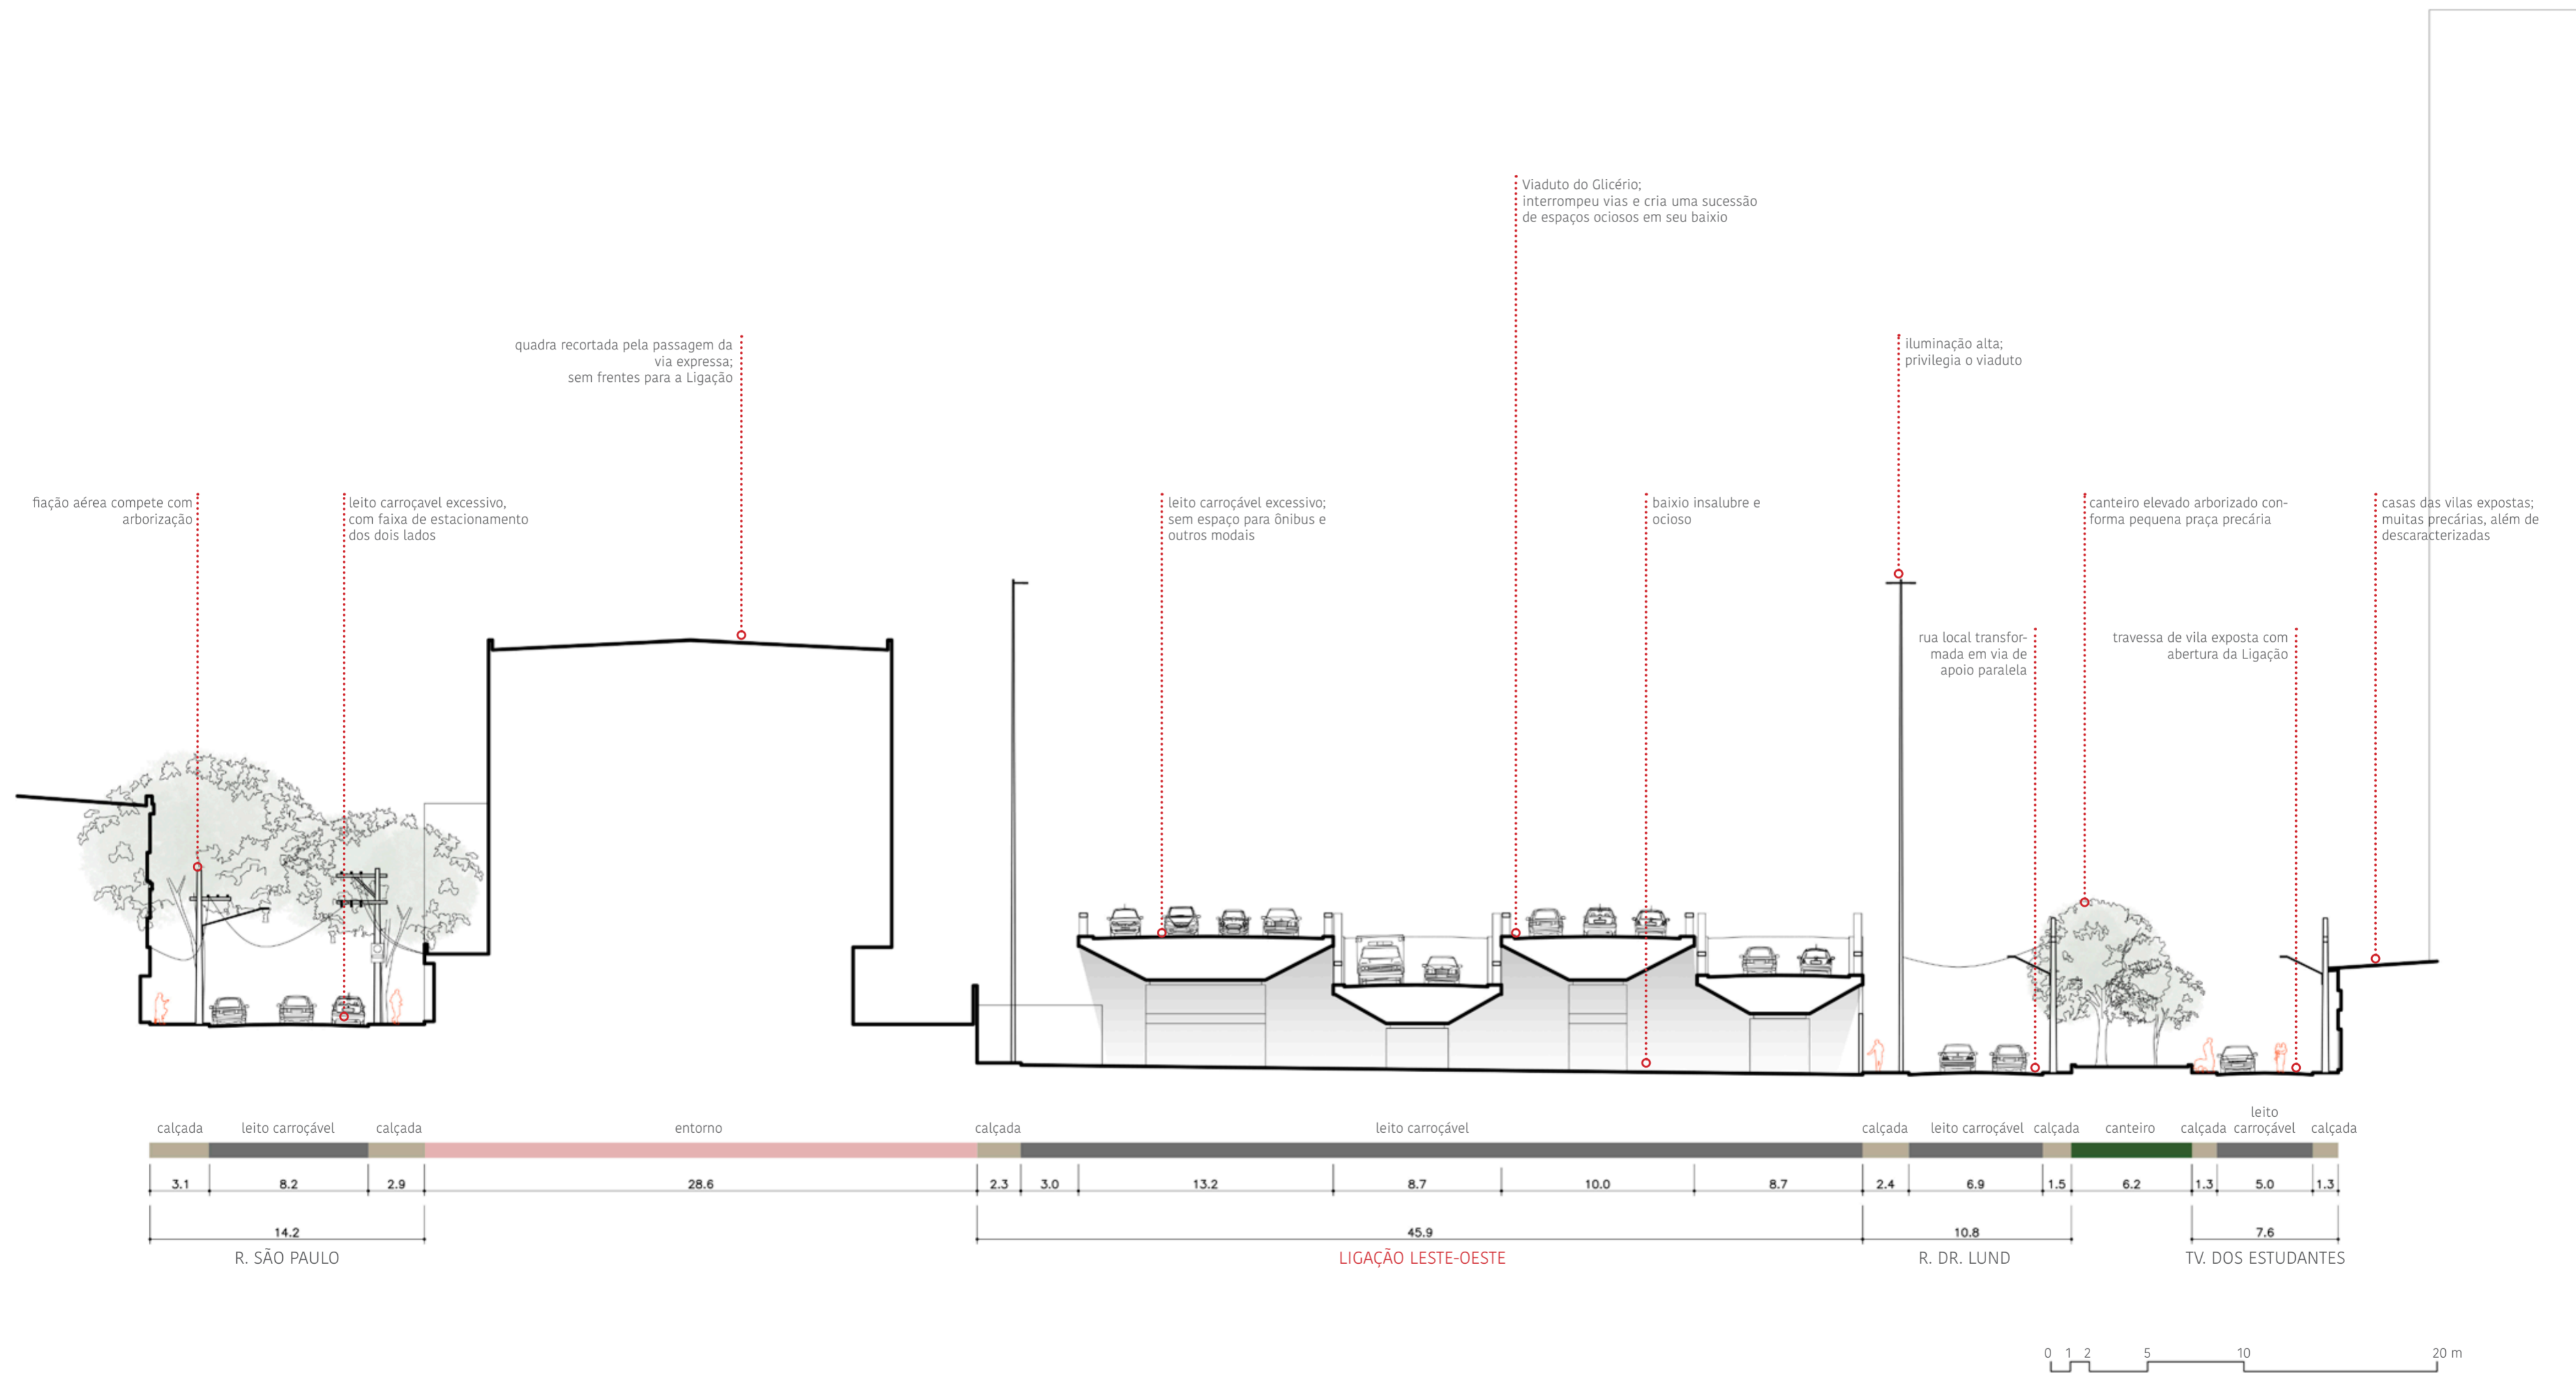 Viaduto do Glicério;
interrompeu vias e cria uma sucessão
de espaços ociosos em seu baixio
quadra recortada pela passagem da
via expressa;
sem frentes para a Ligação
iluminação alta;
privilegia o viaduto
fiação aérea compete com
arborização
leito carroçavel excessivo,
com faixa de estacionamento
dos dois lados
leito carroçável excessivo;
sem espaço para ônibus e
outros modais
baixio insalubre e
ocioso
canteiro elevado arborizado con-
forma pequena praça precária
casas das vilas expostas;
muitas precárias, além de
descaracterizadas
rua local transfor-
mada em via de
apoio paralela
travessa de vila exposta com
abertura da Ligação
calçada leito carroçável calçada entorno calçada leito carroçável calçada leito carroçável calçada canteiro calçada leito carroçável calçada
3.1 8.2 2.9 28.6 2.3 3.0 13.2 8.7 10.0 8.7 2.4 6.9 1.5 6.2 1.3 5.0 1.3
14.2 45.9 10.8 7.6
R. SÃO PAULO LIGAÇÃO LESTE-OESTE R. DR. LUND TV. DOS ESTUDANTES
0 1 2 5 10 20 m